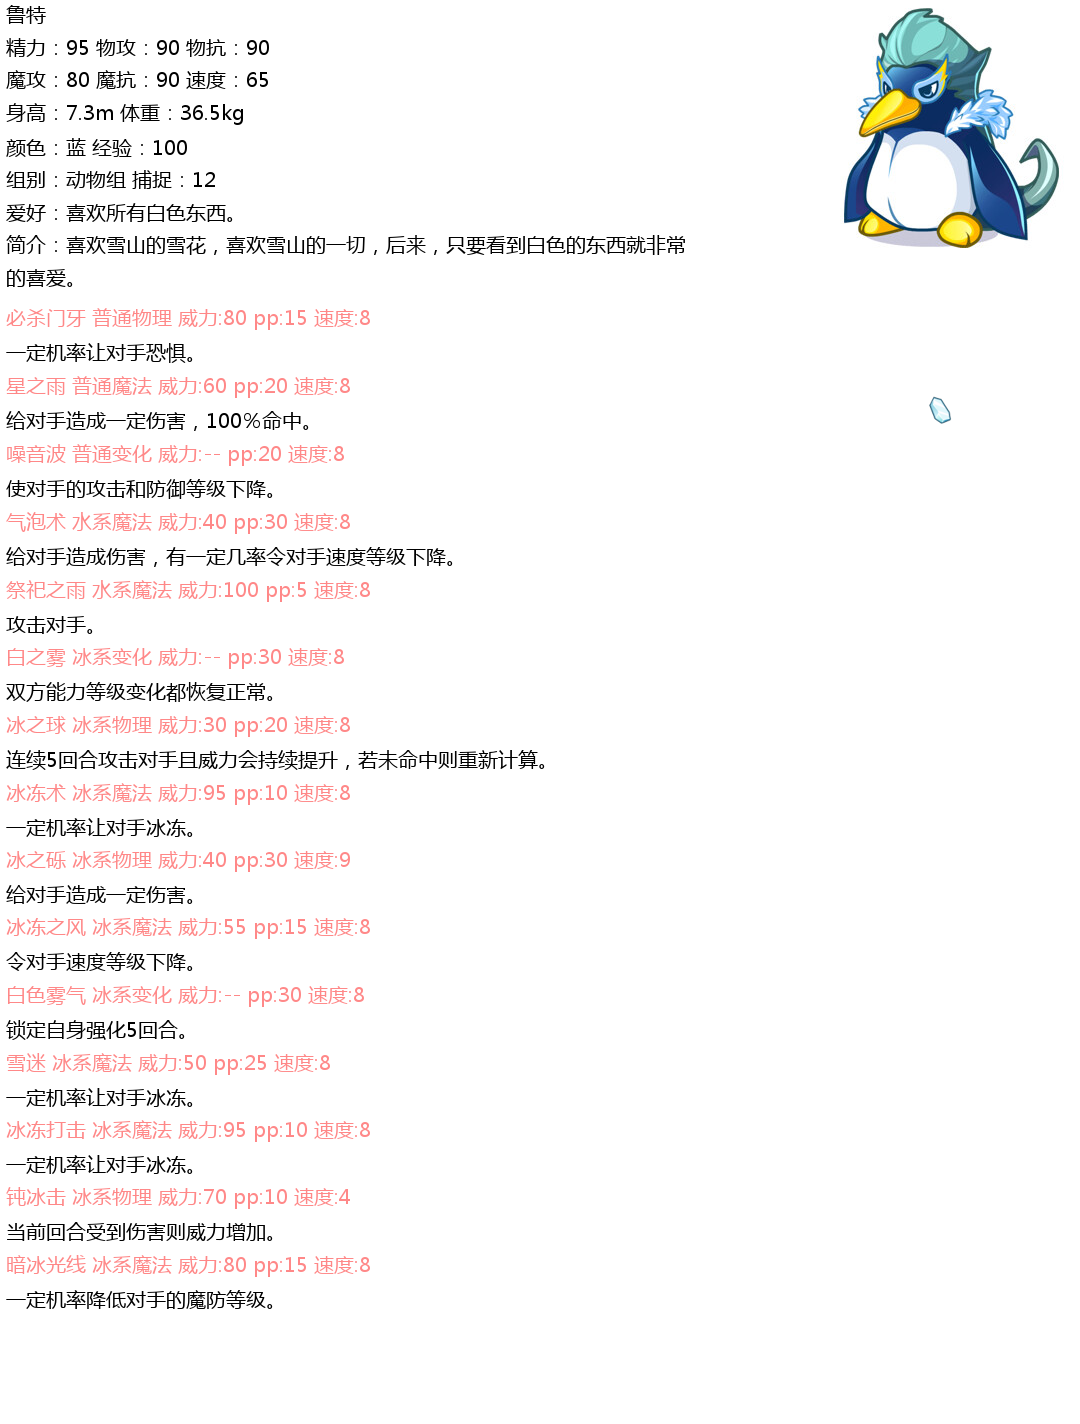 鲁特
精力：95 物攻：90 物抗：90
魔攻：80 魔抗：90 速度：65
身高：7.3m 体重：36.5kg
颜色：蓝 经验：100
组别：动物组 捕捉：12
爱好：喜欢所有白色东西。
简介：喜欢雪山的雪花，喜欢雪山的一切，后来，只要看到白色的东西就非常
的喜爱。
必杀门牙 普通物理 威力:80 pp:15 速度:8
一定机率让对手恐惧。
星之雨 普通魔法 威力:60 pp:20 速度:8
给对手造成一定伤害，100%命中。
噪音波 普通变化 威力:-- pp:20 速度:8
使对手的攻击和防御等级下降。
气泡术 水系魔法 威力:40 pp:30 速度:8
给对手造成伤害，有一定几率令对手速度等级下降。
祭祀之雨 水系魔法 威力:100 pp:5 速度:8
攻击对手。
白之雾 冰系变化 威力:-- pp:30 速度:8
双方能力等级变化都恢复正常。
冰之球 冰系物理 威力:30 pp:20 速度:8
连续5回合攻击对手且威力会持续提升，若未命中则重新计算。
冰冻术 冰系魔法 威力:95 pp:10 速度:8
一定机率让对手冰冻。
冰之砾 冰系物理 威力:40 pp:30 速度:9
给对手造成一定伤害。
冰冻之风 冰系魔法 威力:55 pp:15 速度:8
令对手速度等级下降。
白色雾气 冰系变化 威力:-- pp:30 速度:8
锁定自身强化5回合。
雪迷 冰系魔法 威力:50 pp:25 速度:8
一定机率让对手冰冻。
冰冻打击 冰系魔法 威力:95 pp:10 速度:8
一定机率让对手冰冻。
钝冰击 冰系物理 威力:70 pp:10 速度:4
当前回合受到伤害则威力增加。
暗冰光线 冰系魔法 威力:80 pp:15 速度:8
一定机率降低对手的魔防等级。